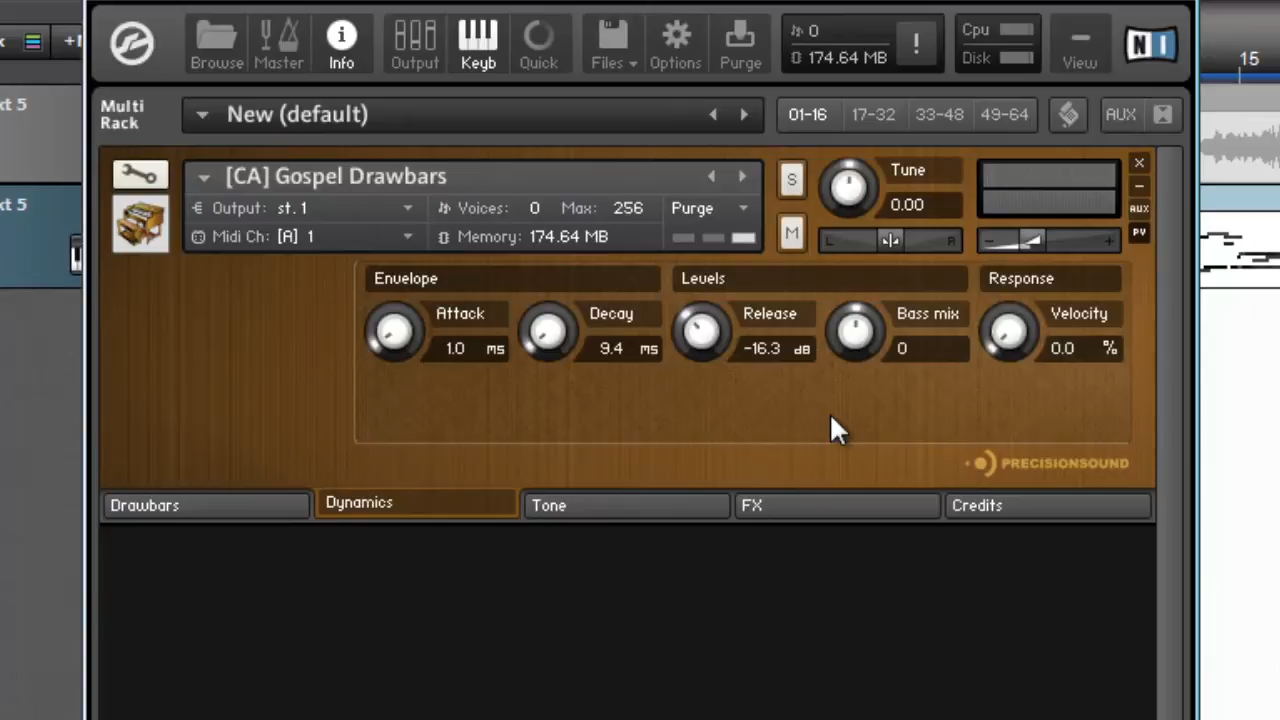 Browse Master Info Output Keyb Quick Files Options Purge
0
174.64 MB
!
Cpu
Disk
View
NI
15
kt 5
Multi
Rack
New (default)
01-16 17-32 33-48 49-64
AUX
kt 5
[CA] Gospel Drawbars
S
Tune
0.00
Output: st.1
Voices: 0 Max: 256
Purge
Midi Ch: [A] 1
Memory: 174.64 MB
M
L R
- +
x
-
AUX
PV
Envelope
Levels
Response
Attack
1.0 ms
Decay
9.4 ms
Release
-16.3 dB
Bass mix
0
Velocity
0.0 %
PRECISIONSOUND
Drawbars Dynamics Tone FX Credits